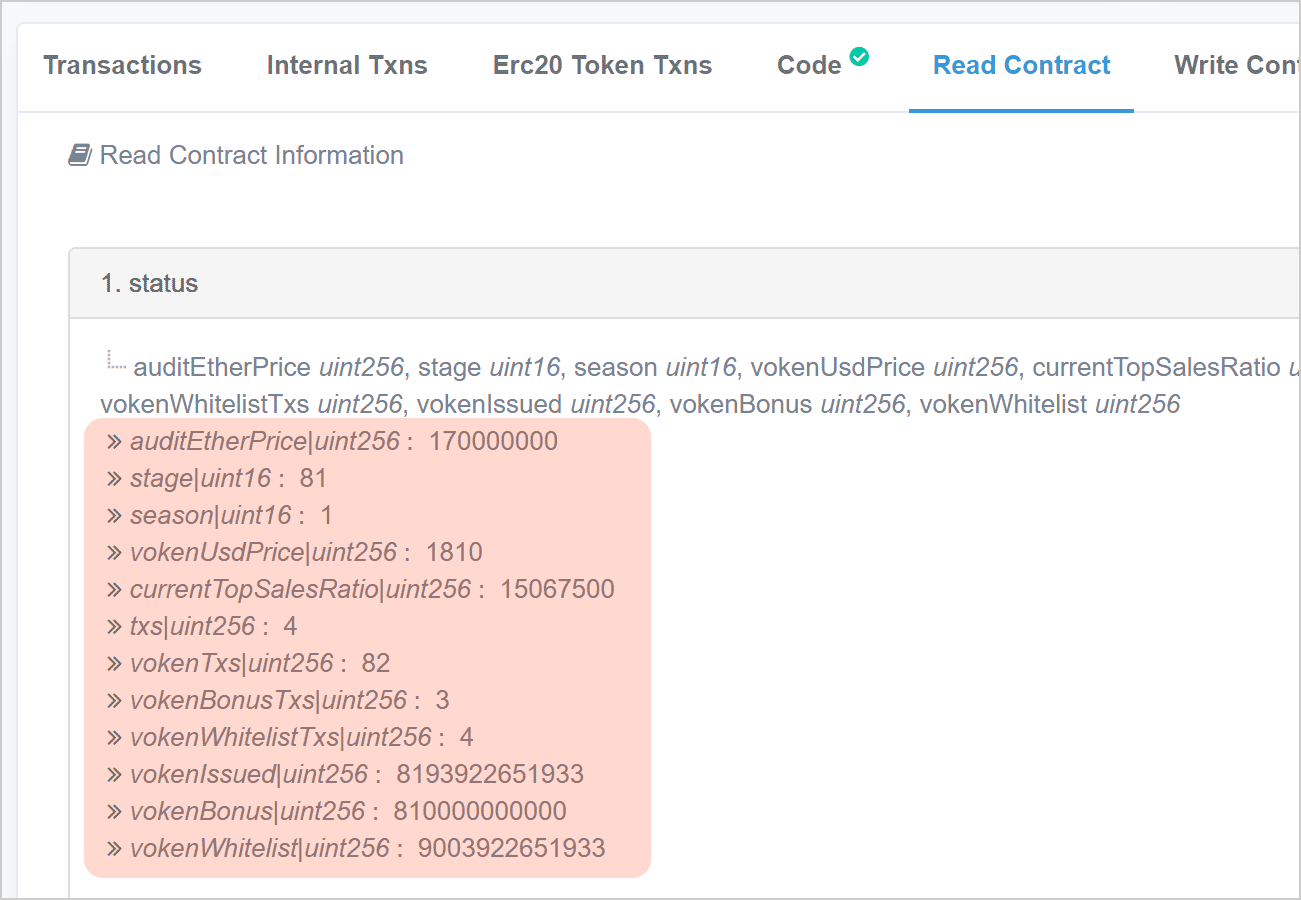 Transactions Internal Txns Erc20 Token Txns Code Read Contract Write Con
Read Contract Information
1. status
auditEtherPrice uint256, stage uint16, season uint16, vokenUsdPrice uint256, currentTopSalesRatio
vokenWhitelistTxs uint256, vokenIssued uint256, vokenBonus uint256, vokenWhitelist uint256
» auditEtherPrice|uint256 : 170000000
» stage|uint16 : 81
» season|uint16 : 1
» vokenUsdPrice|uint256 : 1810
» currentTopSalesRatio|uint256 : 15067500
» txs|uint256 : 4
» vokenTxs|uint256 : 82
» vokenBonusTxs|uint256 : 3
» vokenWhitelistTxs|uint256 : 4
» vokenIssued|uint256 : 8193922651933
» vokenBonus|uint256 : 810000000000
» vokenWhitelist|uint256 : 9003922651933